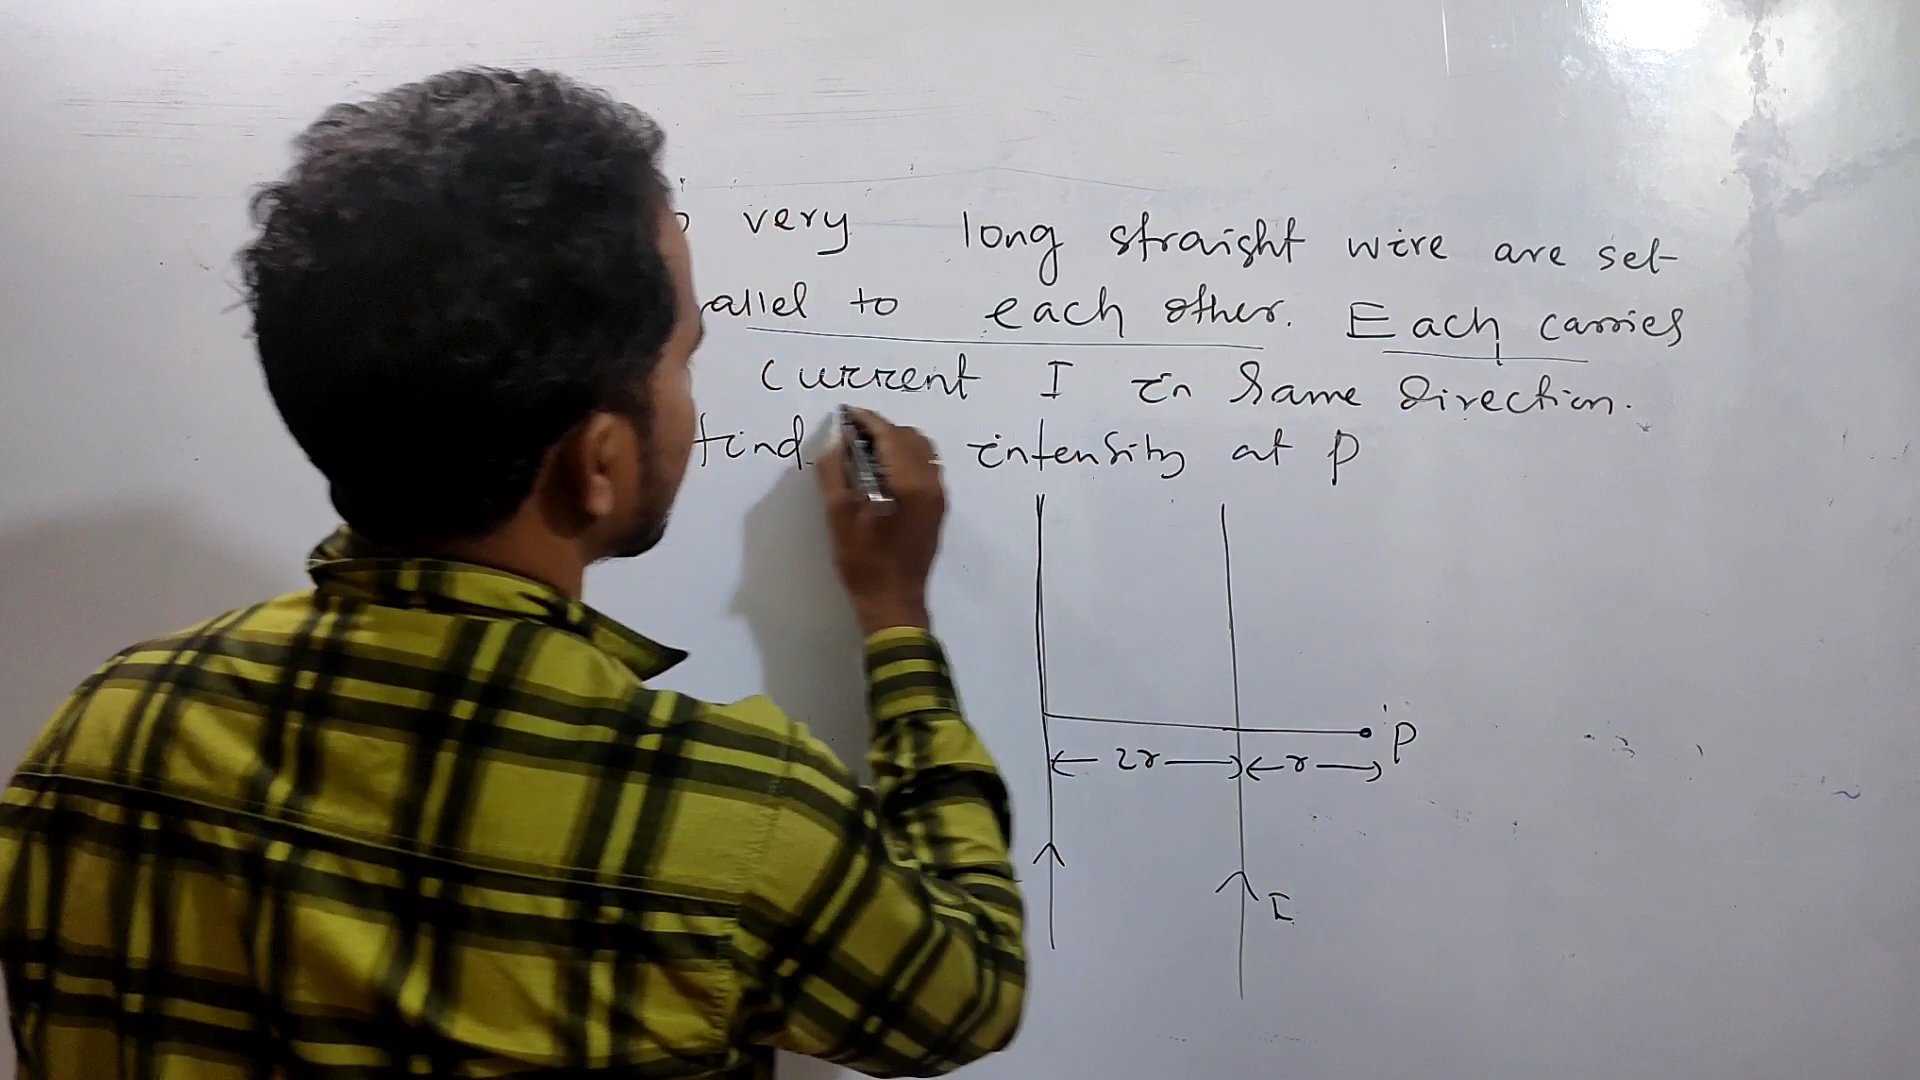 very long straight wire are set
to each other. Each carries
current I in same direction.
find intensity at P
P
2r r
I